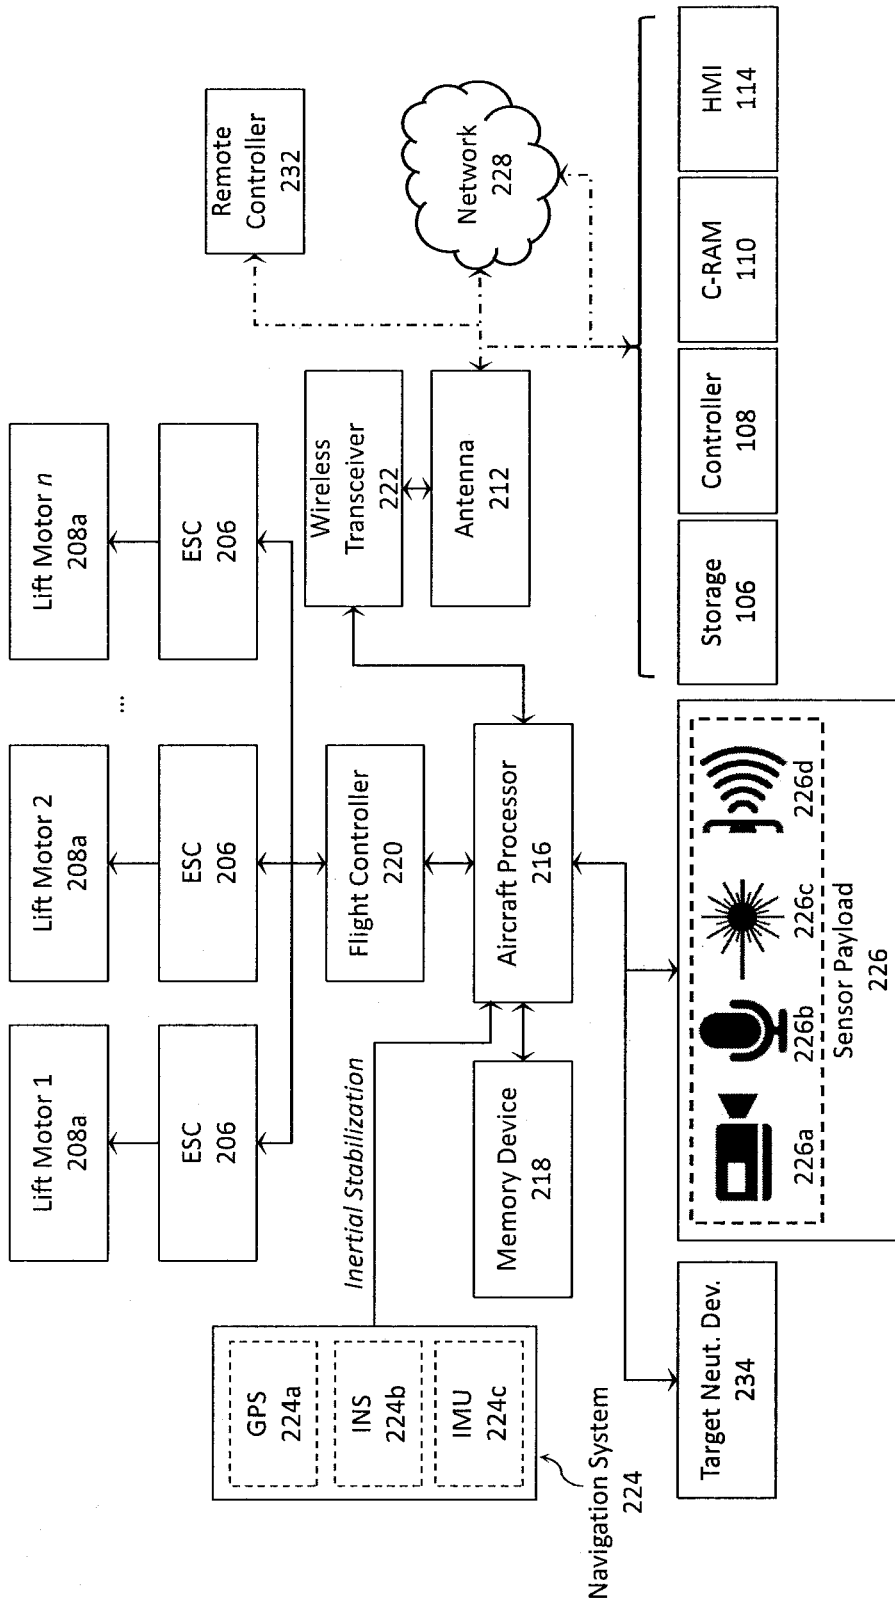 Lift Motor 1
208a
Lift Motor 2
208a
...
Lift Motor n
208a
ESC
206
ESC
206
ESC
206
Remote
Controller
232
GPS
224a
INS
224b
IMU
224c
Navigation System
224
Inertial Stabilization
Flight Controller
220
Wireless
Transceiver
222
Network
228
Memory Device
218
Aircraft Processor
216
Antenna
212
Target Neut. Dev.
234
226a
226b
226c
226d
Sensor Payload
226
Storage
106
Controller
108
C-RAM
110
HMI
114